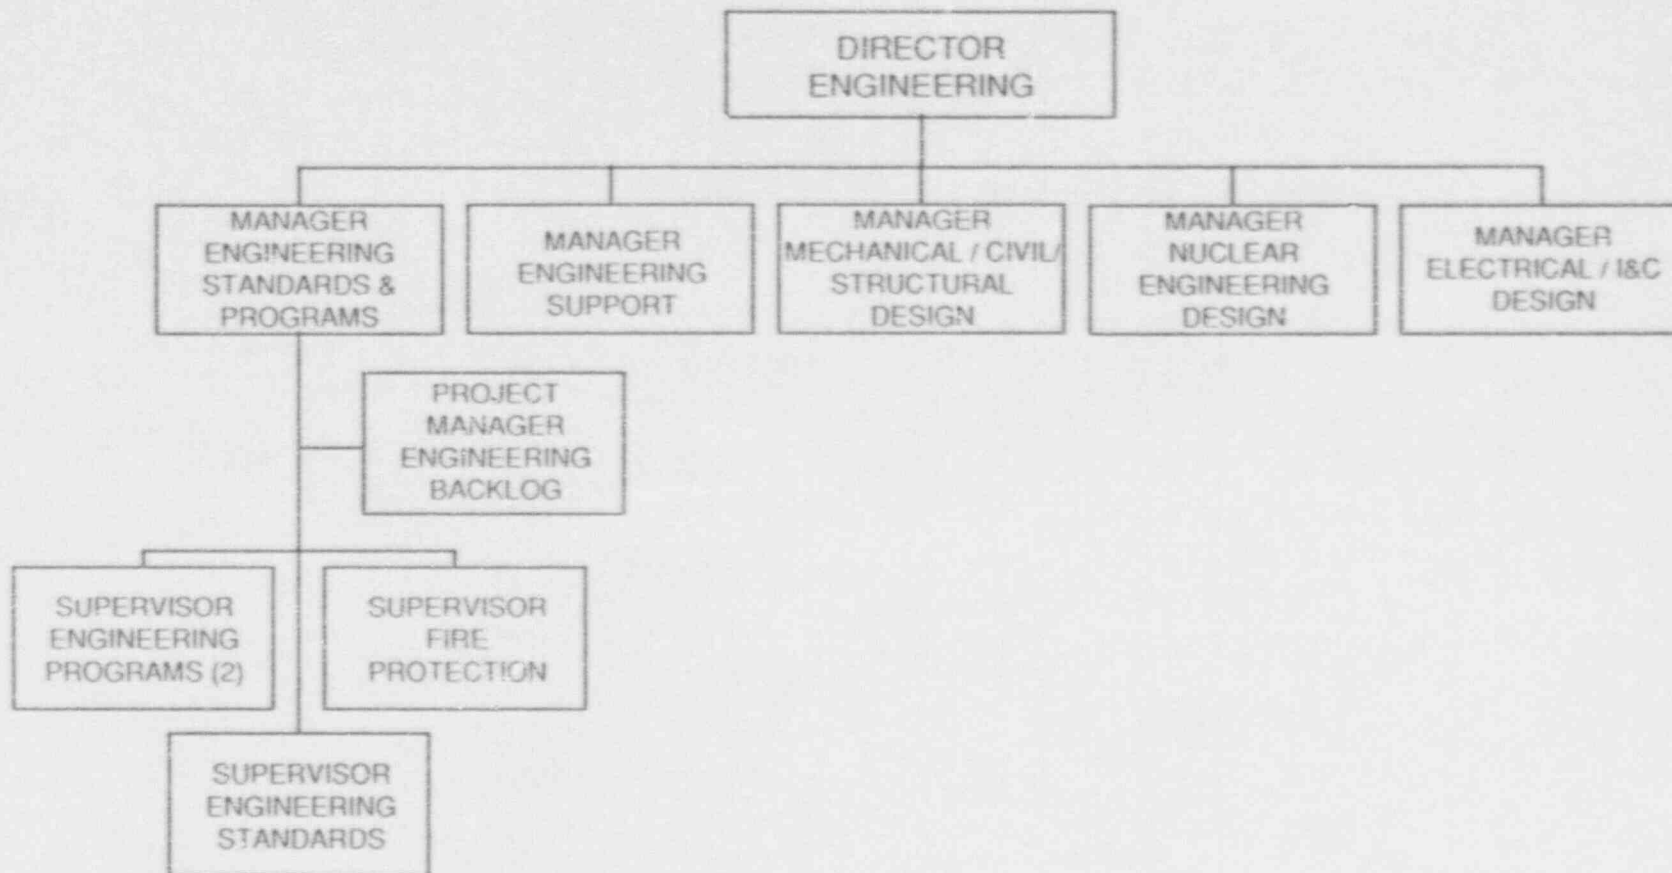 DIRECTOR
ENGINEERING
MANAGER
ENGINEERING
STANDARDS &
PROGRAMS
MANAGER
ENGINEERING
SUPPORT
MANAGER
MECHANICAL / CIVIL/
STRUCTURAL
DESIGN
MANAGER
NUCLEAR
ENGINEERING
DESIGN
MANAGER
ELECTRICAL / I&C
DESIGN
PROJECT
MANAGER
ENGINEERING
BACKLOG
SUPERVISOR
ENGINEERING
PROGRAMS (2)
SUPERVISOR
FIRE
PROTECTION
SUPERVISOR
ENGINEERING
STANDARDS